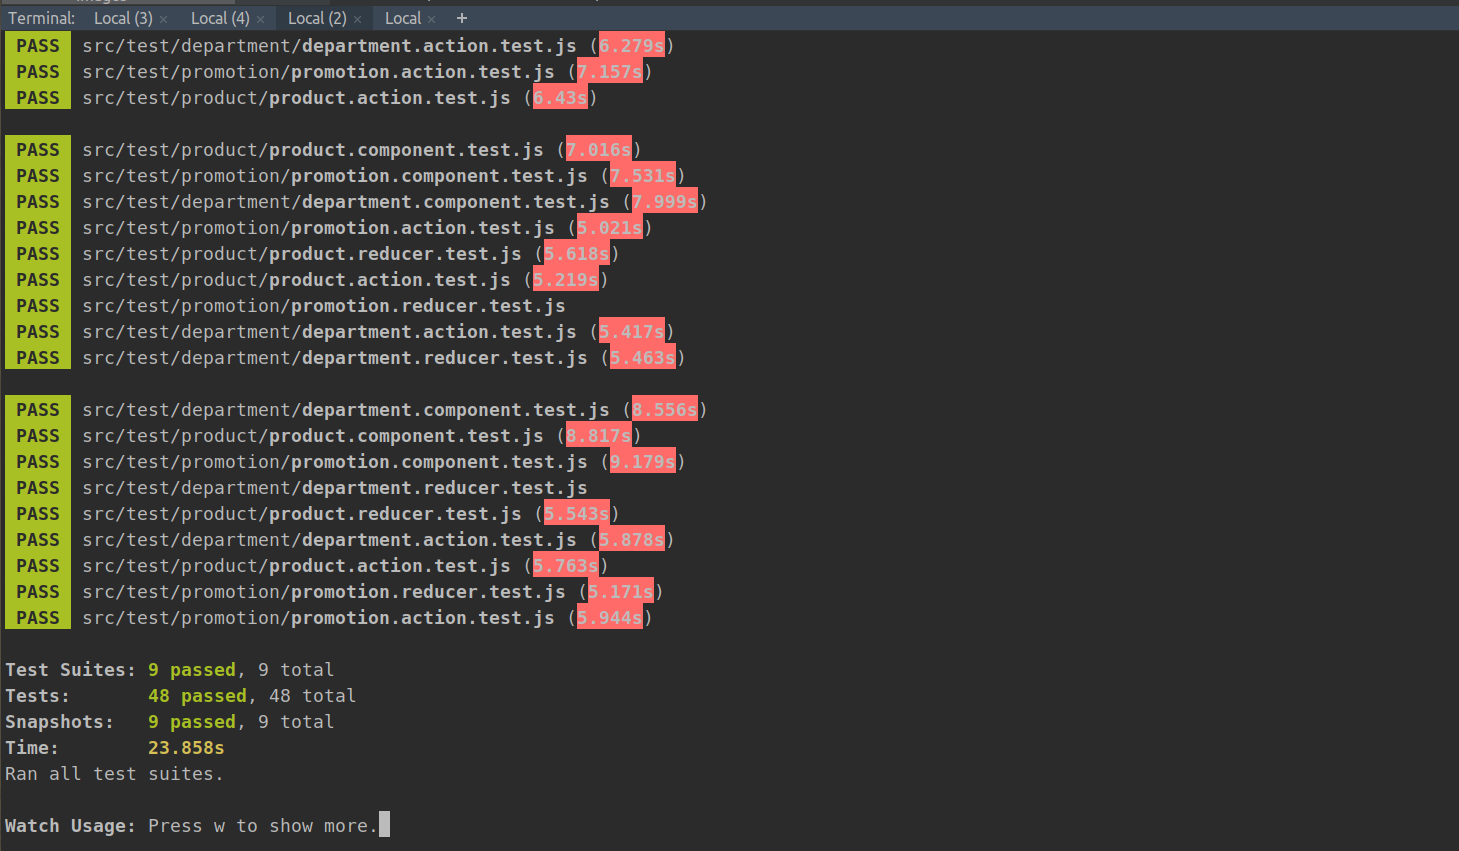 Terminal: Local (3) × Local (4) × Local (2) × Local × +
PASS src/test/department/department.action.test.js (6.279s)
PASS src/test/promotion/promotion.action.test.js (7.157s)
PASS src/test/product/product.action.test.js (6.43s)
PASS src/test/product/product.component.test.js (7.016s)
PASS src/test/promotion/promotion.component.test.js (7.531s)
PASS src/test/department/department.component.test.js (7.999s)
PASS src/test/promotion/promotion.action.test.js (5.021s)
PASS src/test/product/product.reducer.test.js (5.618s)
PASS src/test/product/product.action.test.js (5.219s)
PASS src/test/promotion/promotion.reducer.test.js
PASS src/test/department/department.action.test.js (5.417s)
PASS src/test/department/department.reducer.test.js (5.463s)
PASS src/test/department/department.component.test.js (8.556s)
PASS src/test/product/product.component.test.js (8.817s)
PASS src/test/promotion/promotion.component.test.js (9.179s)
PASS src/test/department/department.reducer.test.js
PASS src/test/product/product.reducer.test.js (5.543s)
PASS src/test/department/department.action.test.js (5.878s)
PASS src/test/product/product.action.test.js (5.763s)
PASS src/test/promotion/promotion.reducer.test.js (5.171s)
PASS src/test/promotion/promotion.action.test.js (5.944s)
Test Suites: 9 passed, 9 total
Tests: 48 passed, 48 total
Snapshots: 9 passed, 9 total
Time: 23.858s
Ran all test suites.
Watch Usage: Press w to show more.